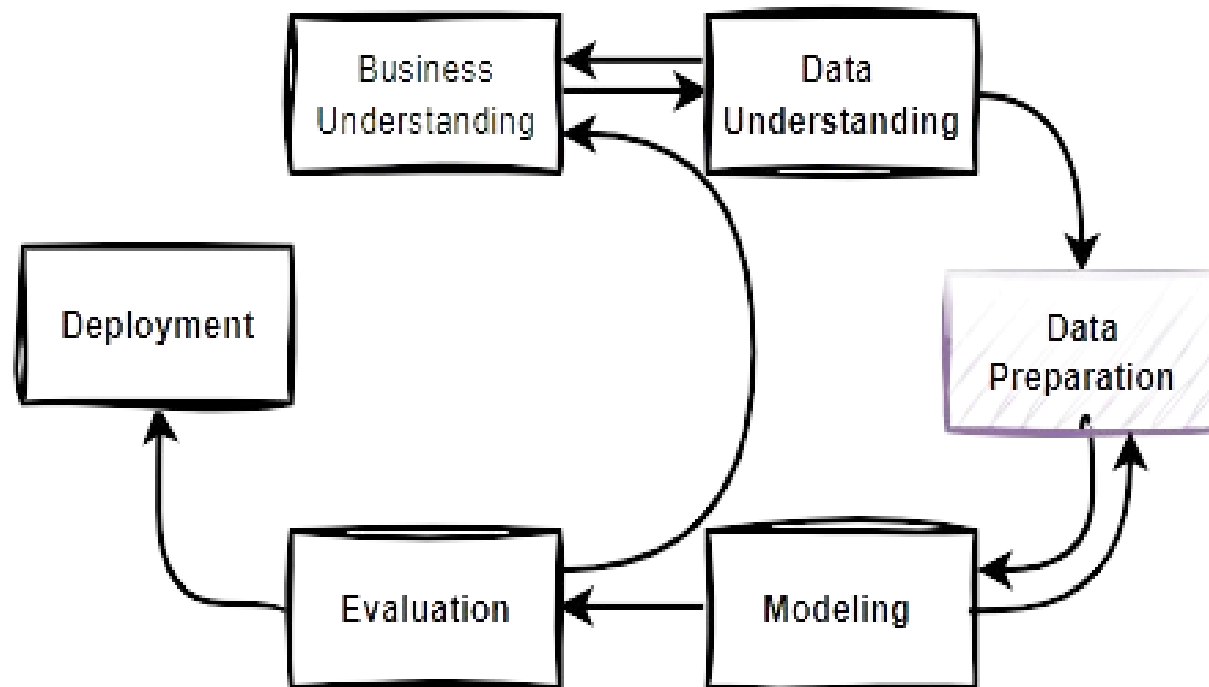 Business
Understanding
Data
Understanding
Deployment
Data
Preparation
Evaluation
Modeling